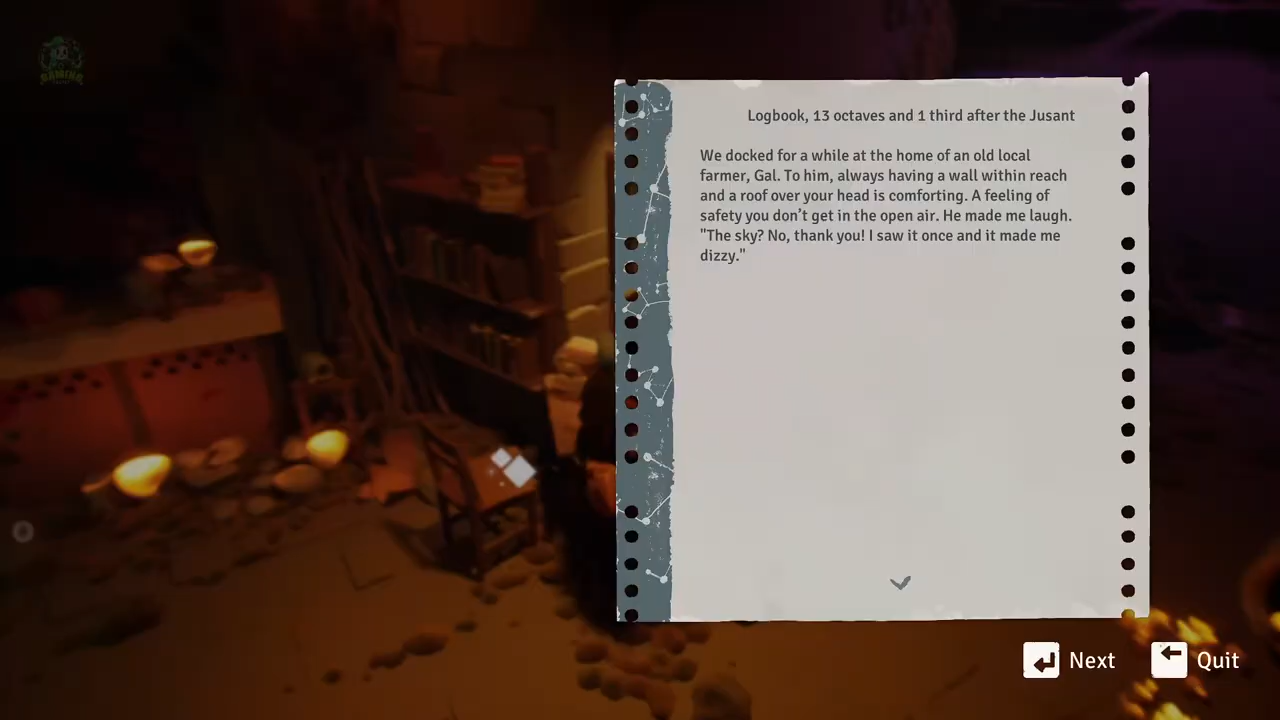 GAMING
Logbook, 13 octaves and 1 third after the Jusant
We docked for a while at the home of an old local
farmer, Gal. To him, always having a wall within reach
and a roof over your head is comforting. A feeling of
safety you don't get in the open air. He made me laugh.
"The sky? No, thank you! I saw it once and it made me
dizzy."
Next
Quit